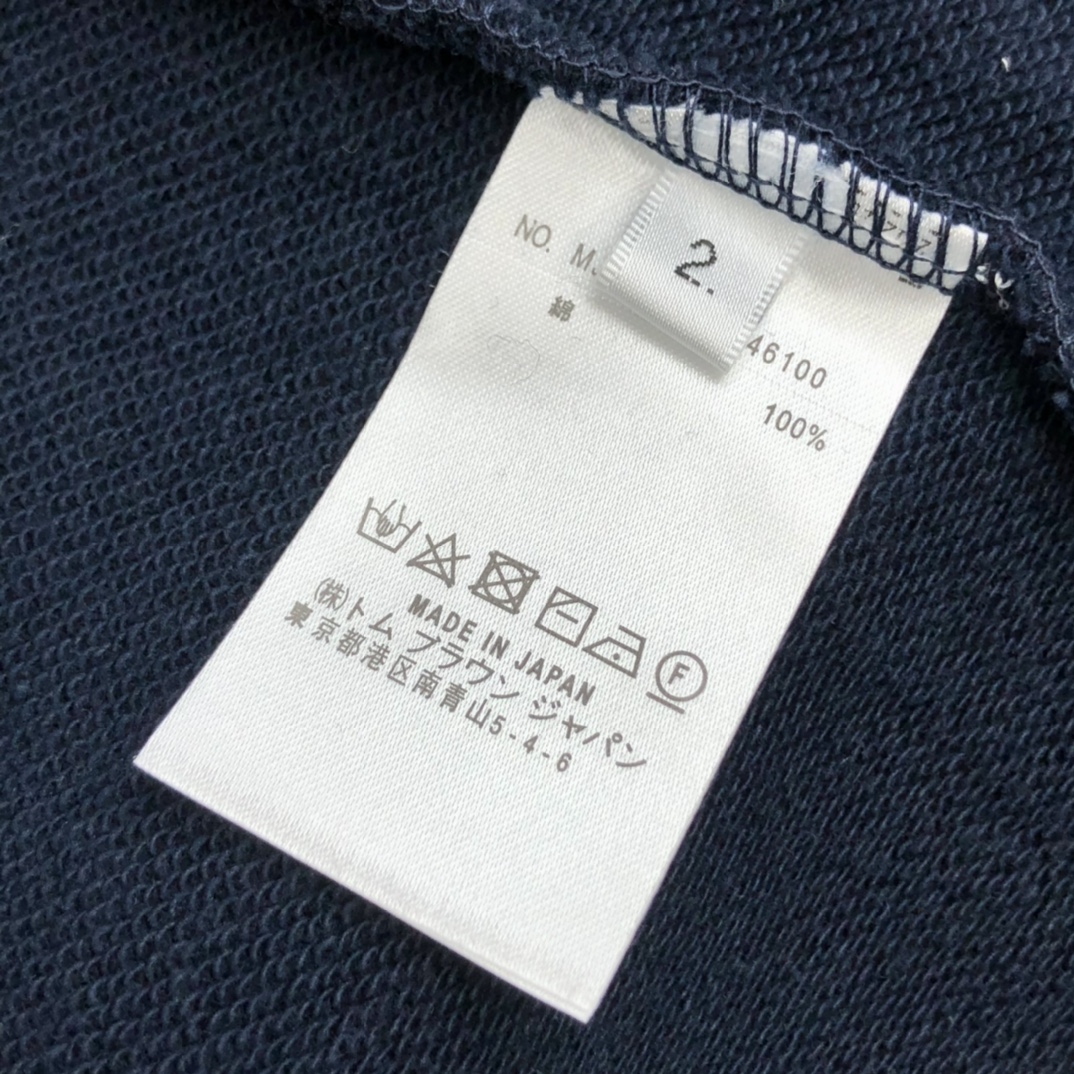 2.
NO. M 46100
綿 100%
F
MADE IN JAPAN
(株)トム ブラウン ジャパン
東京都港区南青山5-4-6